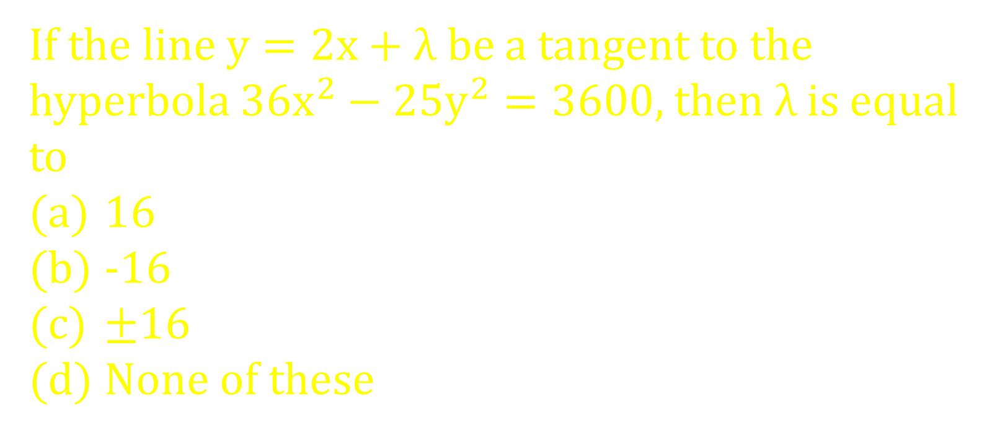 If the line y = 2x + λ be a tangent to the
hyperbola 36x² − 25y² = 3600, then λ is equal
to
(a) 16
(b) -16
(c) ±16
(d) None of these